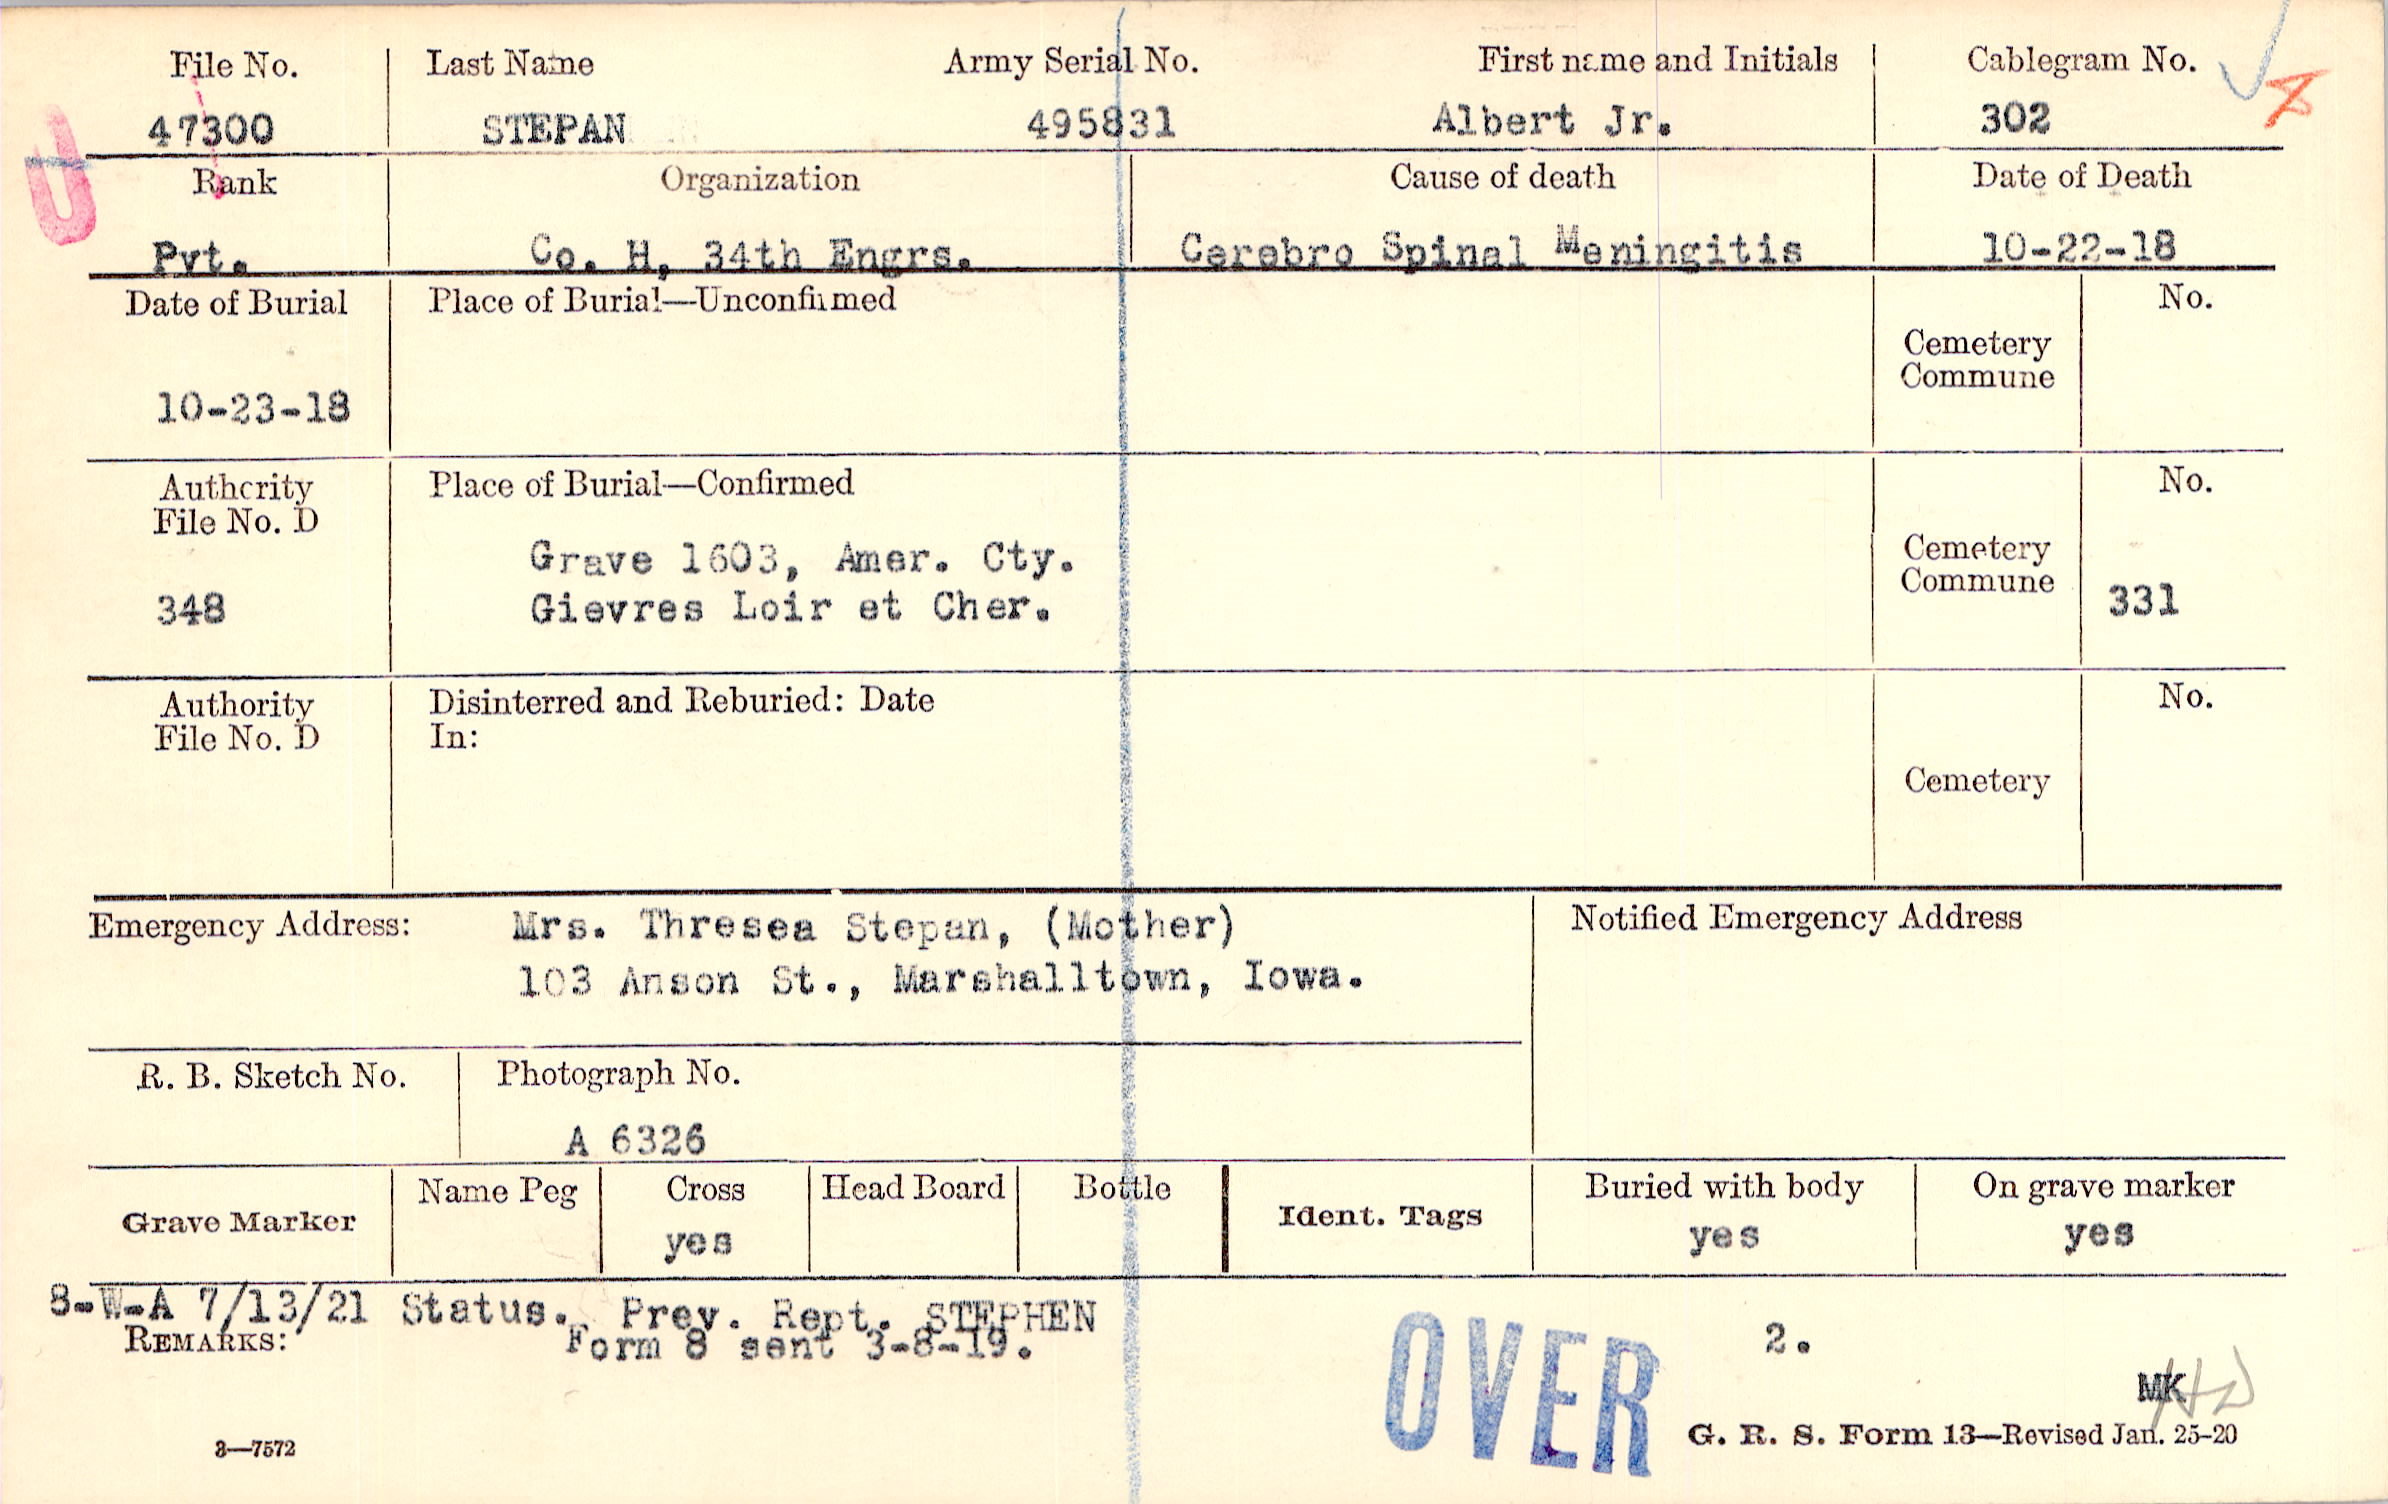 File No. Last Name Army Serial No. First name and Initials Cablegram No.
47300 STEPAN 495831 Albert Jr. 302
U
Rank Organization Cause of death Date of Death
Pvt. Co. H, 34th Engrs. Cerebro Spinal Meningitis 10-22-18
Date of Burial Place of Burial—Unconfirmed No.
Cemetery
Commune
10-23-18
Authority Place of Burial—Confirmed No.
File No. D
Grave 1603, Amer. Cty. Cemetery
Commune
348 Gievres Loir et Cher. 331
Authority Disinterred and Reburied: Date No.
File No. D In:
Cemetery
Emergency Address: Mrs. Thresea Stepan, (Mother) Notified Emergency Address
103 Anson St., Marshalltown, Iowa.
R. B. Sketch No. Photograph No.
A 6326
Grave Marker Name Peg Cross Head Board Bottle Ident. Tags Buried with body On grave marker
yes yes yes
8-W-A 7/13/21 Status. Prev. Rept. STEPHEN
REMARKS: Form 8 sent 3-8-19. 2.
OVER
MK
3—7572 G. R. S. Form 13—Revised Jan. 25-20